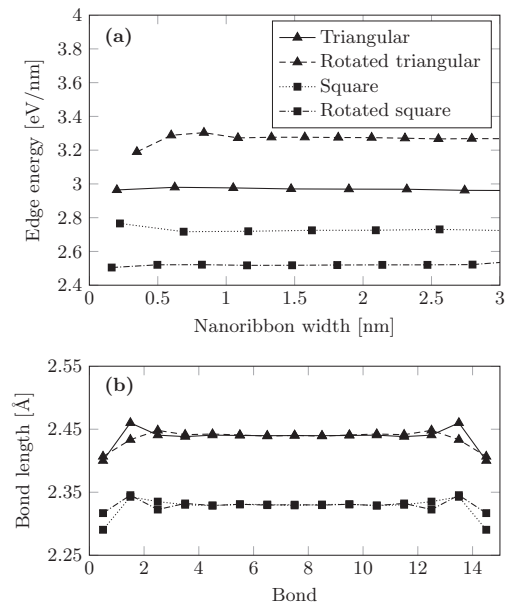 (a)
Triangular
Rotated triangular
Square
Rotated square
4
3.8
3.6
3.4
3.2
3
2.8
2.6
2.4
Edge energy [eV/nm]
0 0.5 1 1.5 2 2.5 3
Nanoribbon width [nm]
(b)
2.55
2.45
2.35
2.25
Bond length [Å]
0 2 4 6 8 10 12 14
Bond